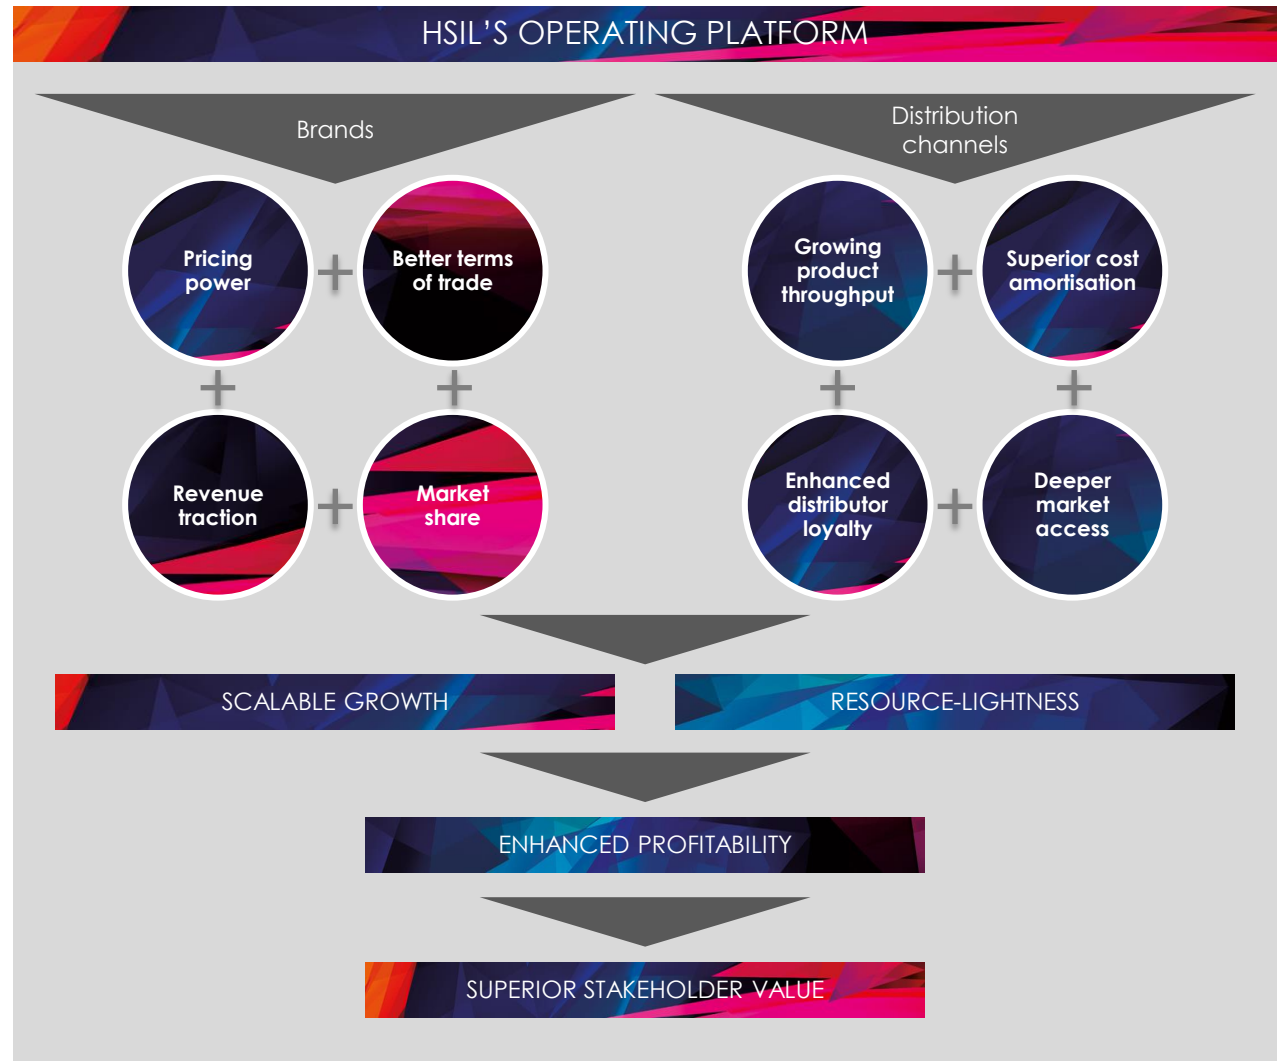 HSIL'S OPERATING PLATFORM
Brands
Pricing
power
+
Better terms
of trade
+
+
Revenue
traction
+
Market
share
Distribution
channels
Growing
product
throughput
+
Superior cost
amortisation
+
+
Enhanced
distributor
loyalty
+
Deeper
market
access
SCALABLE GROWTH
RESOURCE-LIGHTNESS
ENHANCED PROFITABILITY
SUPERIOR STAKEHOLDER VALUE